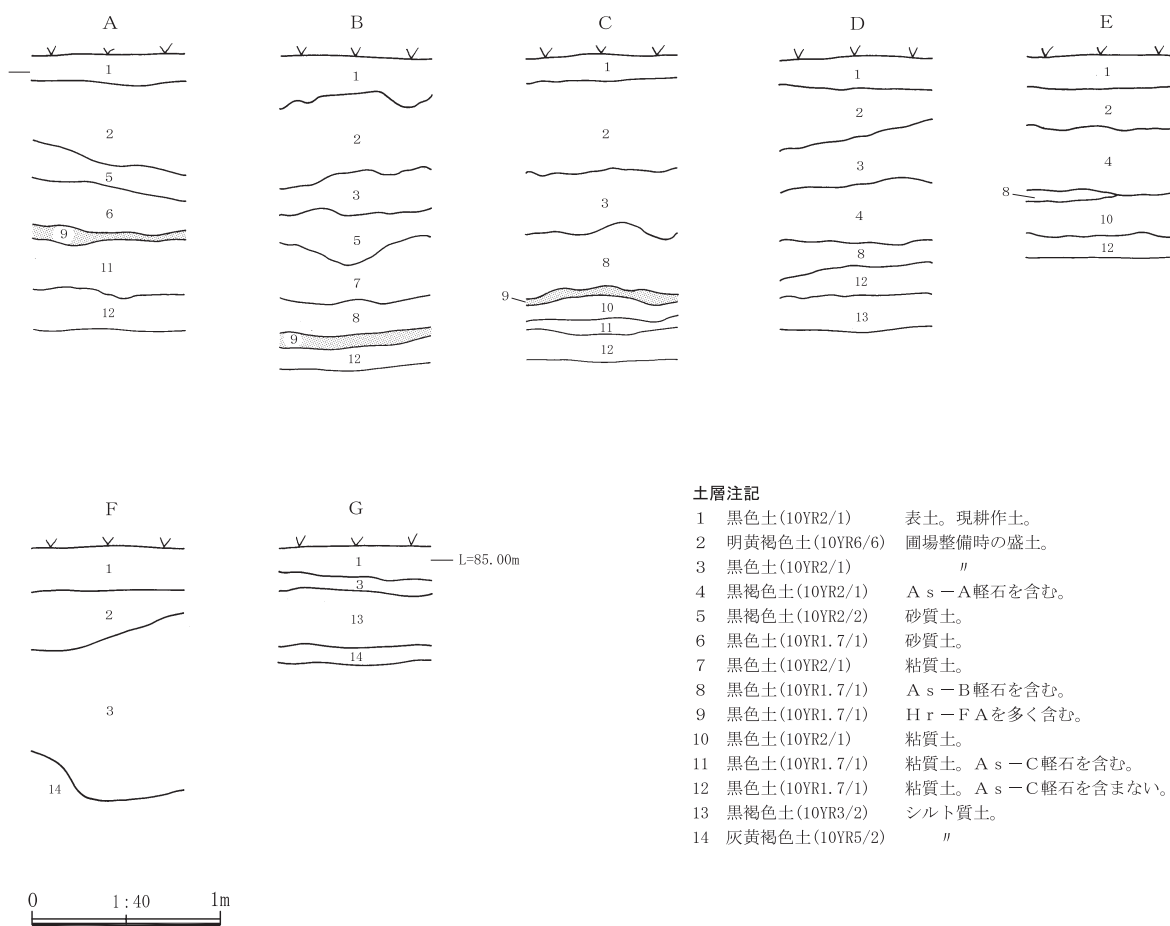 A B C D E
1
2
5
6
9
11
12
1
2
3
5
7
8
9
12
1
2
3
8
9
10
11
12
1
2
3
4
8
12
13
1
2
4
8
10
12
F G
1
2
3
14
1
3
13
14
L=85.00m
土層注記
1 黒色土(10YR2/1) 表土。現耕作土。
2 明黄褐色土(10YR6/6) 圃場整備時の盛土。
3 黒色土(10YR2/1) 〃
4 黒褐色土(10YR2/1) As－A軽石を含む。
5 黒褐色土(10YR2/2) 砂質土。
6 黒色土(10YR1.7/1) 砂質土。
7 黒色土(10YR2/1) 粘質土。
8 黒色土(10YR1.7/1) As－B軽石を含む。
9 黒色土(10YR1.7/1) Hr－FAを多く含む。
10 黒色土(10YR2/1) 粘質土。
11 黒色土(10YR1.7/1) 粘質土。As－C軽石を含む。
12 黒色土(10YR1.7/1) 粘質土。As－C軽石を含まない。
13 黒褐色土(10YR3/2) シルト質土。
14 灰黄褐色土(10YR5/2) 〃
0 1:40 1m